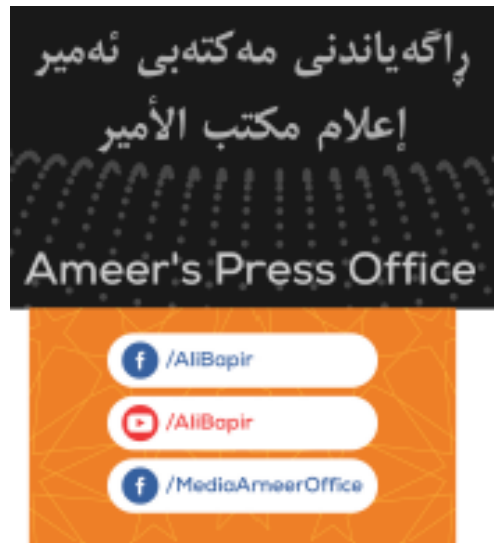 ڕاگەیاندنی مەکتەبی ئەمیر
إعلام مكتب الأمير
Ameer's Press Office
/AliBapir
/AliBapir
/MediaAmeerOffice